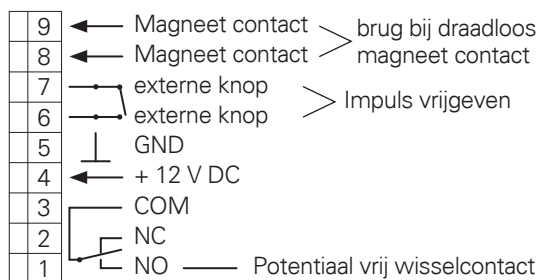 9 Magneet contact brug bij draadloos
8 Magneet contact magneet contact
7 externe knop
6 externe knop Impuls vrijgeven
5 GND
4 + 12 V DC
3 COM
2 NC
1 NO Potentiaal vrij wisselcontact